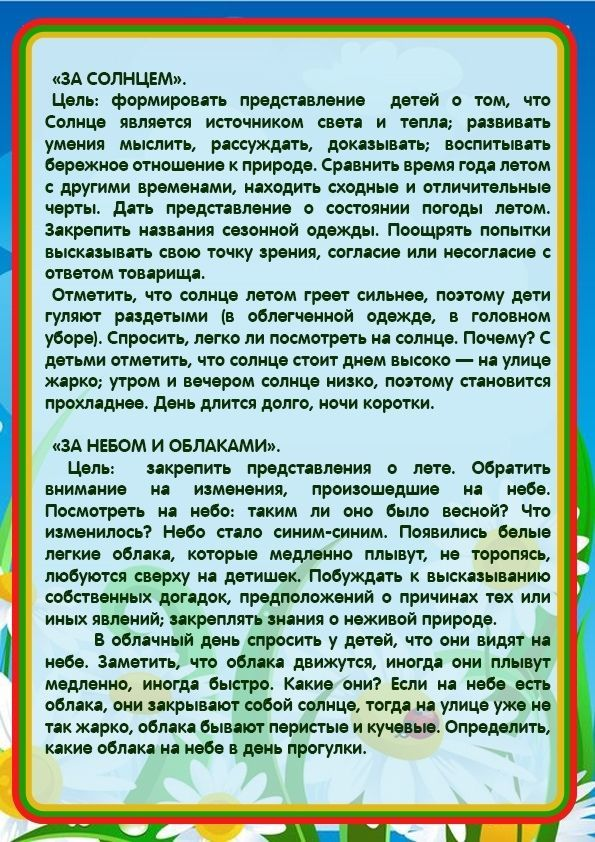 «ЗА СОЛНЦЕМ».
Цель: формировать представление детей о том, что
Солнце является источником света и тепла; развивать
умения мыслить, рассуждать, доказывать; воспитывать
бережное отношение к природе. Сравнить время года летом
с другими временами, находить сходные и отличительные
черты. Дать представление о состоянии погоды летом.
Закрепить названия сезонной одежды. Поощрять попытки
высказывать свою точку зрения, согласие или несогласие с
ответом товарища.
Отметить, что солнце летом греет сильнее, поэтому дети
гуляют раздетыми (в облегченной одежде, в головном
уборе). Спросить, легко ли посмотреть на солнце. Почему? С
детьми отметить, что солнце стоит днем высоко — на улице
жарко; утром и вечером солнце низко, поэтому становится
прохладнее. День длится долго, ночи коротки.
«ЗА НЕБОМ И ОБЛАКАМИ».
Цель: закрепить представления о лете. Обратить
внимание на изменения, произошедшие на небе.
Посмотреть на небо: таким ли оно было весной? Что
изменилось? Небо стало синим-синим. Появились белые
легкие облака, которые медленно плывут, не торопясь,
любуются сверху на детишек. Побуждать к высказыванию
собственных догадок, предположений о причинах тех или
иных явлений; закреплять знания о неживой природе.
В облачный день спросить у детей, что они видят на
небе. Заметить, что облака движутся, иногда они плывут
медленно, иногда быстро. Какие они? Если на небе есть
облака, они закрывают собой солнце, тогда на улице уже не
так жарко, облака бывают перистые и кучевые. Определить,
какие облака на небе в день прогулки.